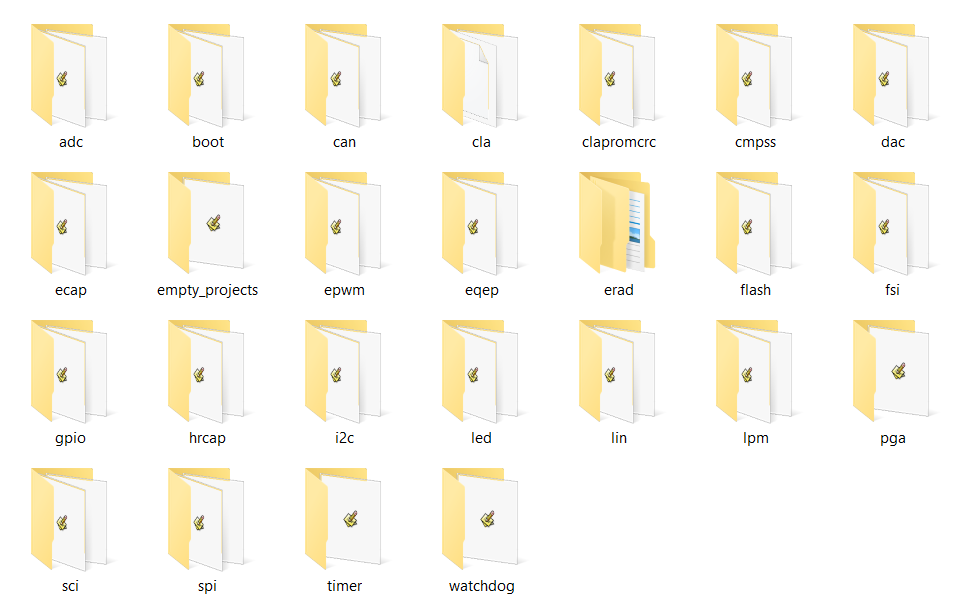 adc
boot
can
cla
clapromcrc
cmpss
dac
ecap
empty_projects
epwm
eqep
erad
flash
fsi
gpio
hrcap
i2c
led
lin
lpm
pga
sci
spi
timer
watchdog